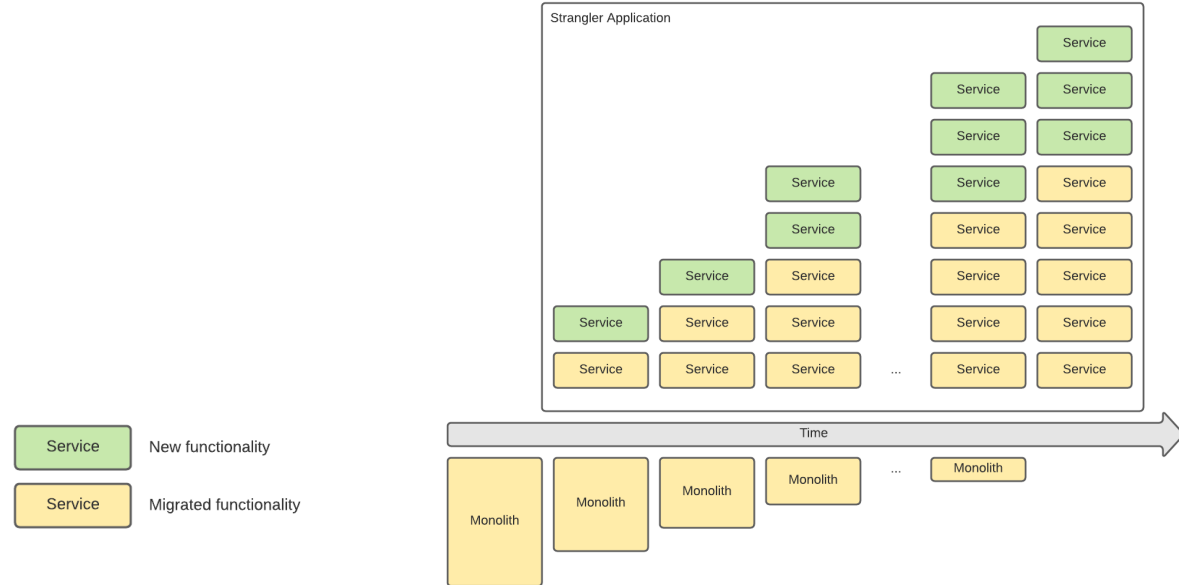 Strangler Application
Service
Service Service
Service Service
Service Service Service
Service Service Service
Service Service Service Service
Service Service Service Service Service
Service Service Service ... Service Service
Time
Service New functionality
Service Migrated functionality
Monolith Monolith Monolith Monolith ... Monolith